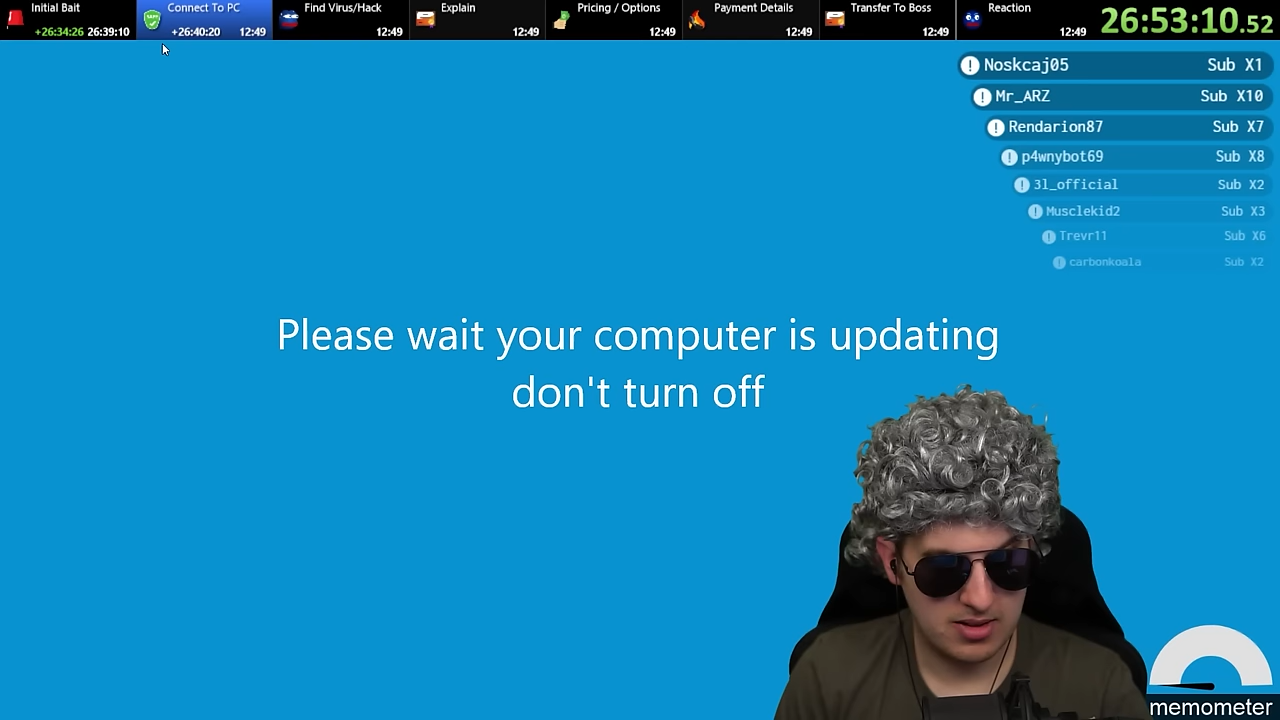 Initial Bait
+26:34:26 26:39:10
Connect To PC
+26:40:20 12:49
Find Virus/Hack
12:49
Explain
12:49
Pricing / Options
12:49
Payment Details
12:49
Transfer To Boss
12:49
Reaction
12:49
26:53:10.52
Noskcaj05 Sub X1
Mr_ARZ Sub X10
Rendarion87 Sub X7
p4wnybot69 Sub X8
3l_official Sub X2
Musclekid2 Sub X3
Trevr11 Sub X6
carbonkoala Sub X2
Please wait your computer is updating
don't turn off
memometer